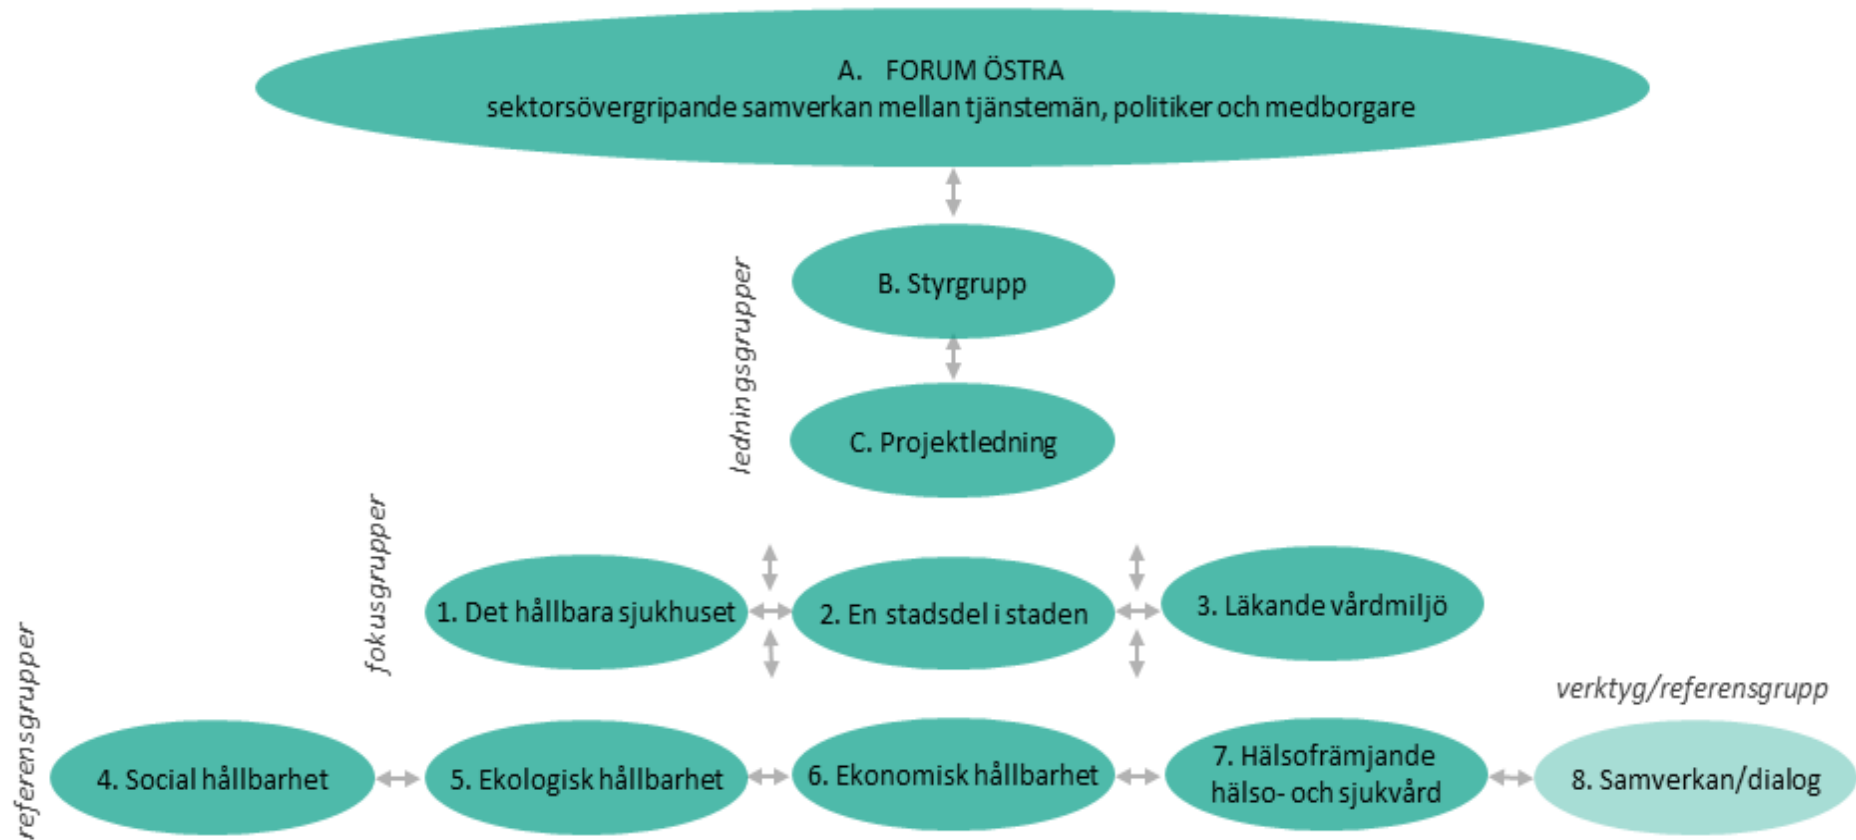 A. FORUM ÖSTRA
sektorsövergripande samverkan mellan tjänstemän, politiker och medborgare
ledningsgrupper
B. Styrgrupp
C. Projektledning
fokusgrupper
1. Det hållbara sjukhuset
2. En stadsdel i staden
3. Läkande vårdmiljö
referensgrupper
verktyg/referensgrupp
4. Social hållbarhet
5. Ekologisk hållbarhet
6. Ekonomisk hållbarhet
7. Hälsofrämjande
hälso- och sjukvård
8. Samverkan/dialog